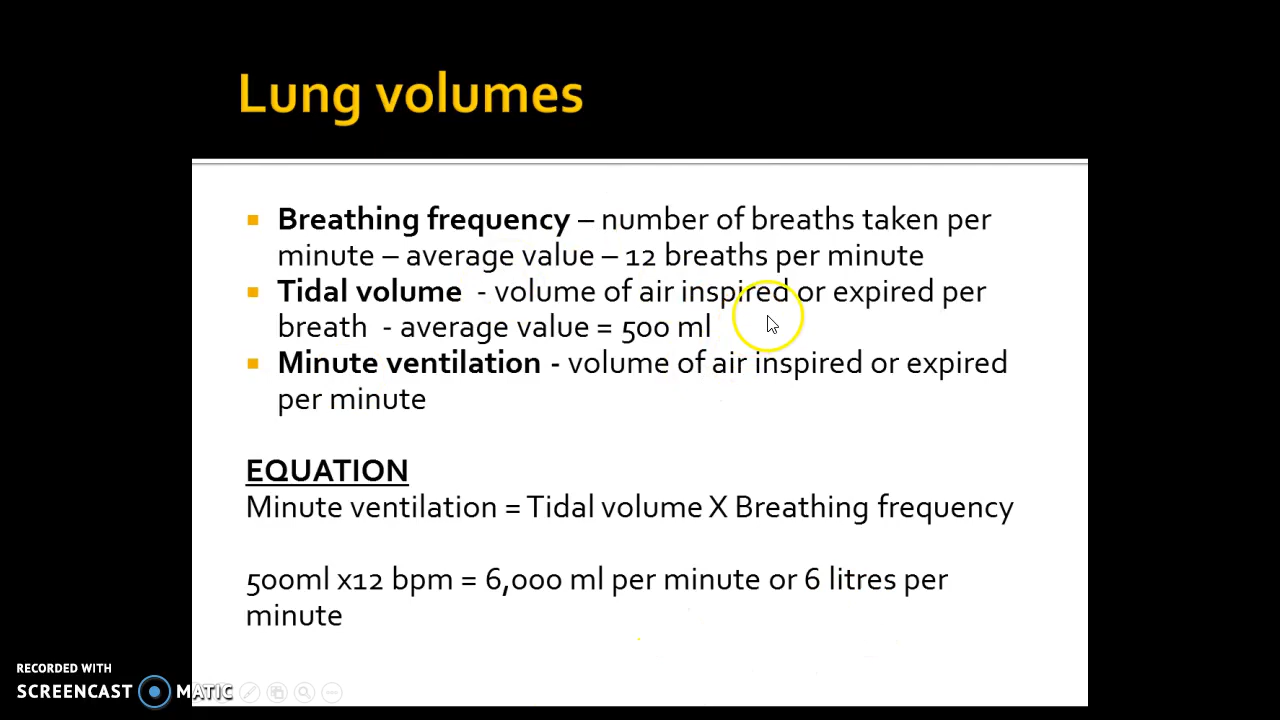 Lung volumes
Breathing frequency – number of breaths taken per
minute – average value – 12 breaths per minute
Tidal volume - volume of air inspired or expired per
breath - average value = 500 ml
Minute ventilation - volume of air inspired or expired
per minute
EQUATION
Minute ventilation = Tidal volume X Breathing frequency
500ml x12 bpm = 6,000 ml per minute or 6 litres per
minute
RECORDED WITH
SCREENCAST MATIC